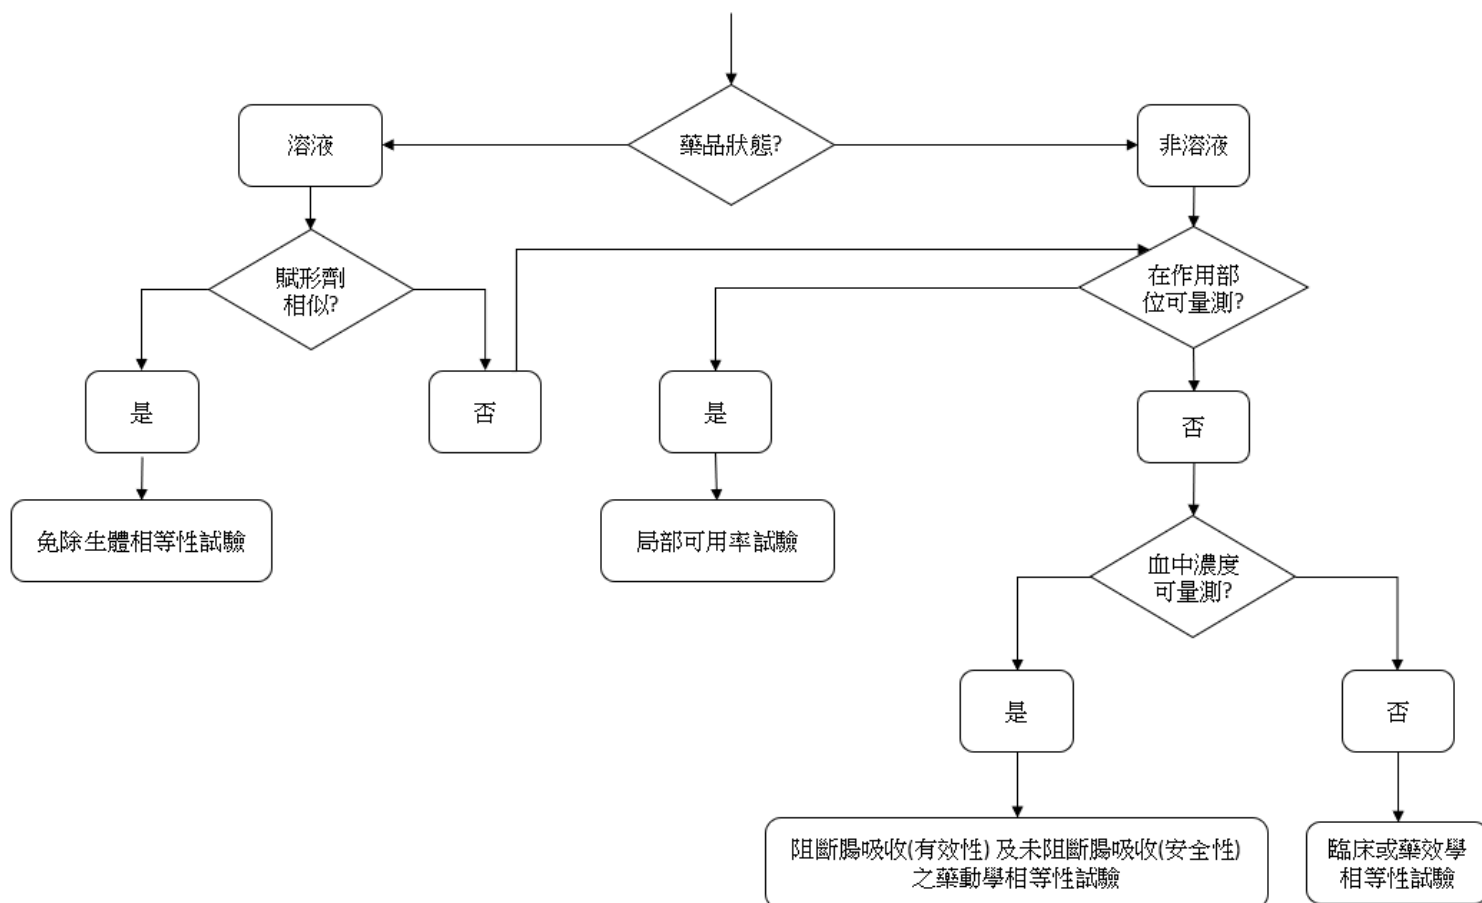 藥品狀態?
溶液
非溶液
賦形劑
相似?
在作用部
位可量測?
是
否
是
否
免除生體相等性試驗
局部可用率試驗
血中濃度
可量測?
是
否
阻斷腸吸收(有效性) 及未阻斷腸吸收(安全性)
之藥動學相等性試驗
臨床或藥效學
相等性試驗